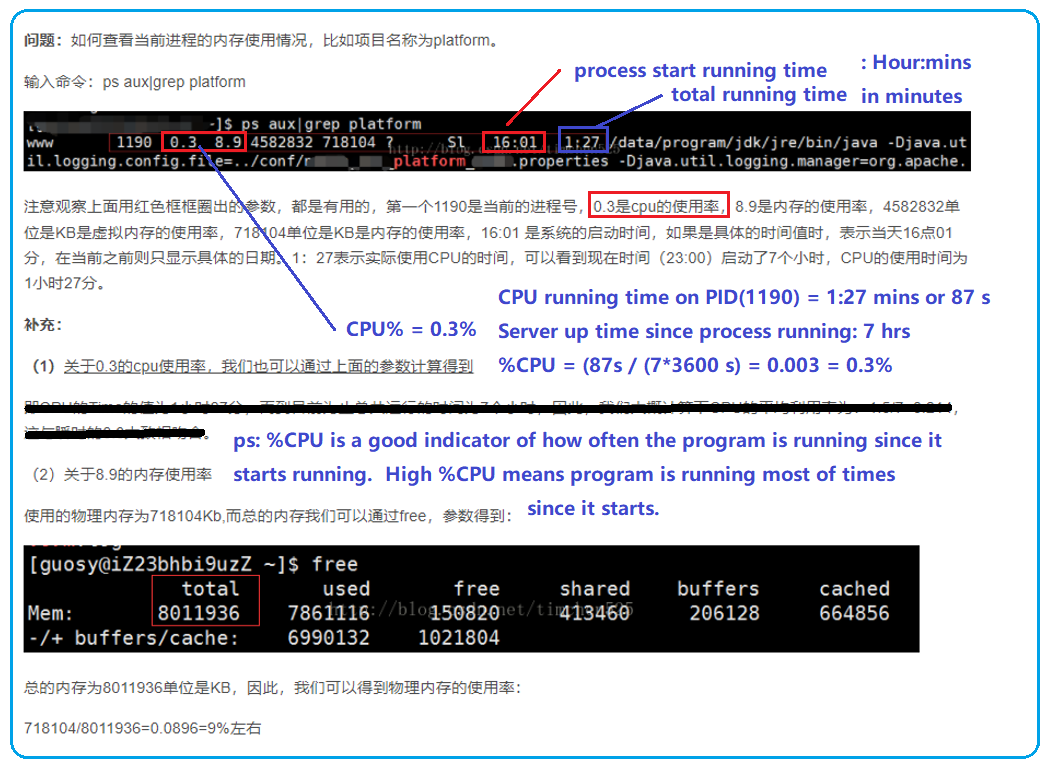 问题：如何查看当前进程的内存使用情况，比如项目名称为platform。
process start running time : Hour:mins
输入命令：ps aux|grep platform
total running time in minutes
-]$ ps aux|grep platform
www 1190 0.3 8.9 4582832 718104 ? Sl 16:01 1:27 /data/program/jdk/jre/bin/java -Djava.ut
il.logging.config.file=../conf/ _platform .properties -Djava.util.logging.manager=org.apache.
注意观察上面用红色框框圈出的参数，都是有用的，第一个1190是当前的进程号，0.3是cpu的使用率，8.9是内存的使用率，4582832单
位是KB是虚拟内存的使用率，718104单位是KB是内存的使用率，16:01 是系统的启动时间，如果是具体的时间值时，表示当天16点01
分，在当前之前则只显示具体的日期。1：27表示实际使用CPU的时间，可以看到现在时间（23:00）启动了7个小时，CPU的使用时间为
1小时27分。
CPU running time on PID(1190) = 1:27 mins or 87 s
补充：
CPU% = 0.3%
Server up time since process running: 7 hrs
（1）关于0.3的cpu使用率，我们也可以通过上面的参数计算得到
%CPU = (87s / (7*3600 s) = 0.003 = 0.3%
ps: %CPU is a good indicator of how often the program is running since it
（2）关于8.9的内存使用率
starts running. High %CPU means program is running most of times
since it starts.
使用的物理内存为718104Kb,而总的内存我们可以通过free，参数得到：
[guosy@iZ23bhbi9uzZ ~]$ free
total used free shared buffers cached
Mem: 8011936 7861116 150820 413460 206128 664856
-/+ buffers/cache: 6990132 1021804
总的内存为8011936单位是KB，因此，我们可以得到物理内存的使用率：
718104/8011936=0.0896=9%左右